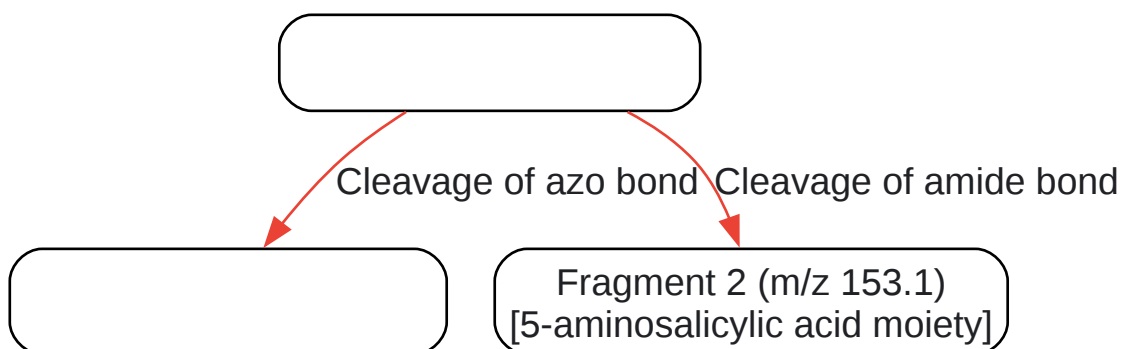 Cleavage of azo bond
Cleavage of amide bond
Fragment 2 (m/z 153.1)
[5-aminosalicylic acid moiety]